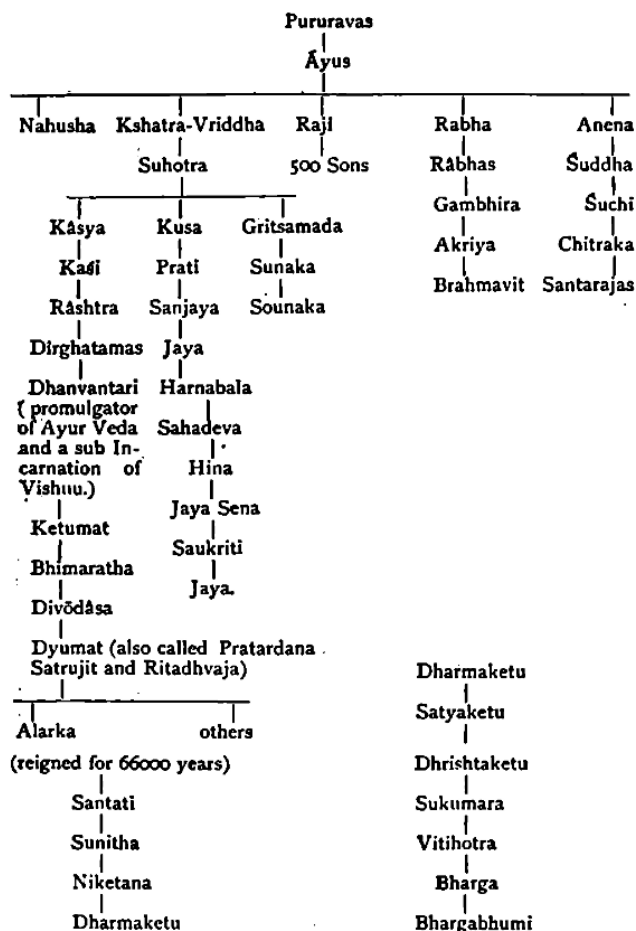 Pururavas
Āyus
Nahusha Kshatra-Vriddha Raji Rabha Anena
Suhotra 500 Sons Râbhas Śuddha
Gambhira Śuchi
Kâsya Kusa Gritsamada
Akriya Chitraka
Kaśi Prati Sunaka
Brahmavit Santarajas
Râshtra Sanjaya Sounaka
Dirghatamas Jaya
Dhanvantari Harnabala
( promulgator
of Ayur Veda Sahadeva
and a sub In-
carnation of Hina
Vishnu.)
Jaya Sena
Ketumat
Saukriti
Bhimaratha
Jaya.
Divōdâsa
Dyumat (also called Pratardana
Satrujit and Ritadhvaja) Dharmaketu
Satyaketu
Alarka others
(reigned for 66000 years) Dhrishtaketu
Santati Sukumara
Sunitha Vitihotra
Niketana Bharga
Dharmaketu Bhargabhumi